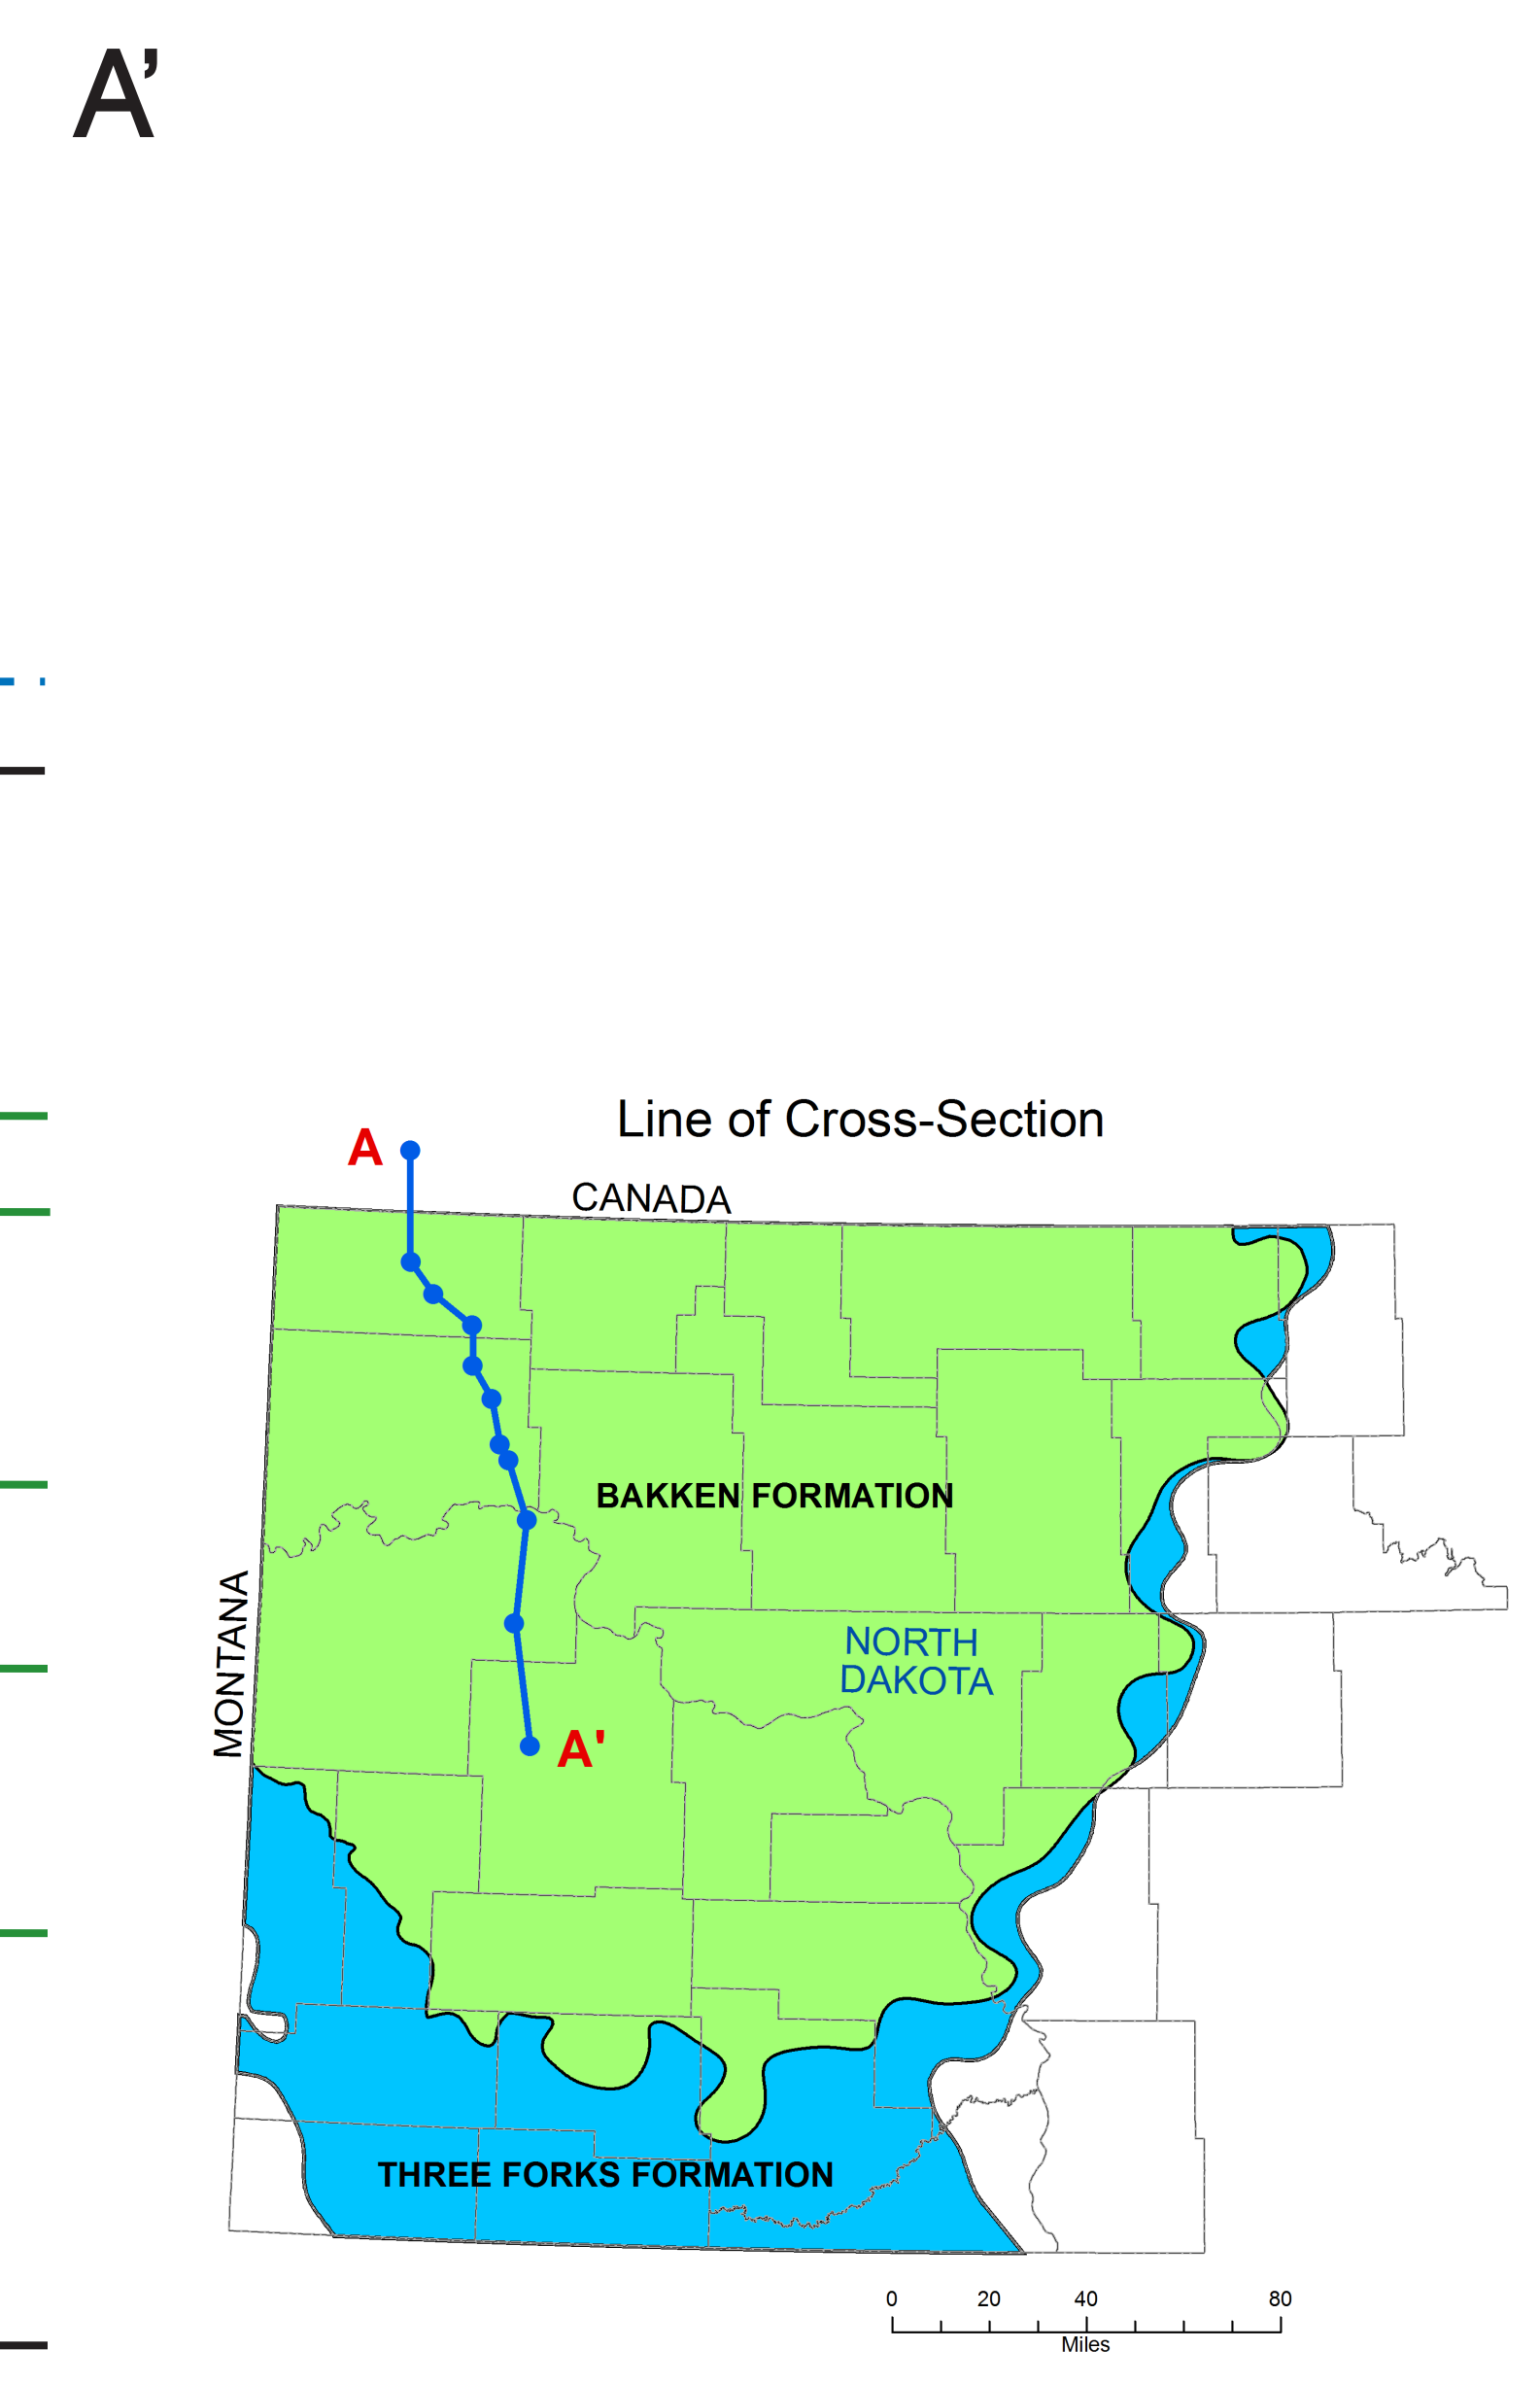 A’
Line of Cross-Section
A
CANADA
BAKKEN FORMATION
MONTANA
NORTH
DAKOTA
A'
THREE FORKS FORMATION
0 20 40 80
Miles